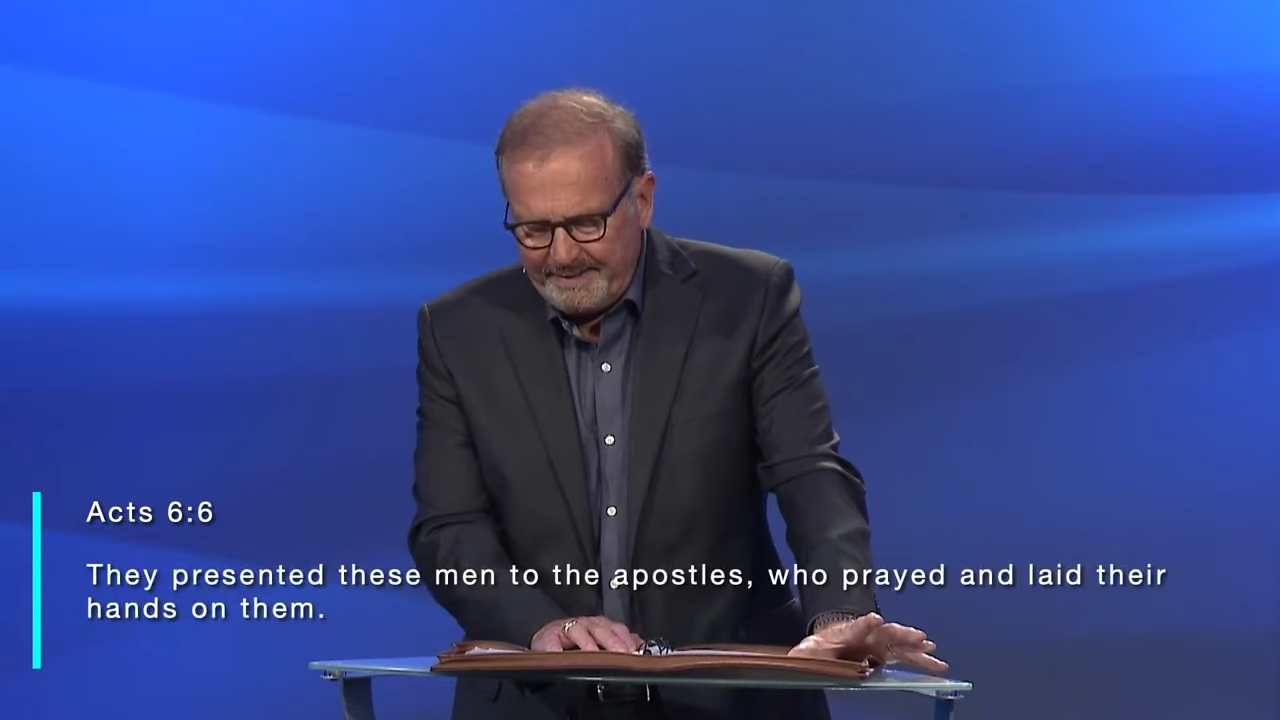 Acts 6:6
They presented these men to the apostles, who prayed and laid their
hands on them.